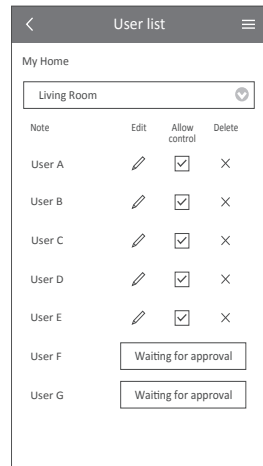 User list
My Home
Living Room
Note Edit Allow control Delete
User A
User B
User C
User D
User E
User F Waiting for approval
User G Waiting for approval